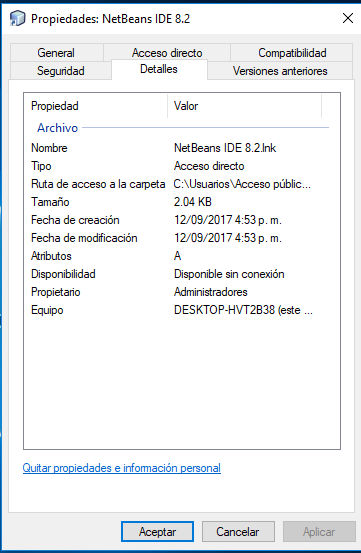 Propiedades: NetBeans IDE 8.2
General Acceso directo Compatibilidad
Seguridad Detalles Versiones anteriores
Propiedad Valor
Archivo
Nombre NetBeans IDE 8.2.lnk
Tipo Acceso directo
Ruta de acceso a la carpeta C:\Usuarios\Acceso públic...
Tamaño 2.04 KB
Fecha de creación 12/09/2017 4:53 p. m.
Fecha de modificación 12/09/2017 4:53 p. m.
Atributos A
Disponibilidad Disponible sin conexión
Propietario Administradores
Equipo DESKTOP-HVT2B38 (este ...
Quitar propiedades e información personal
Aceptar Cancelar Aplicar